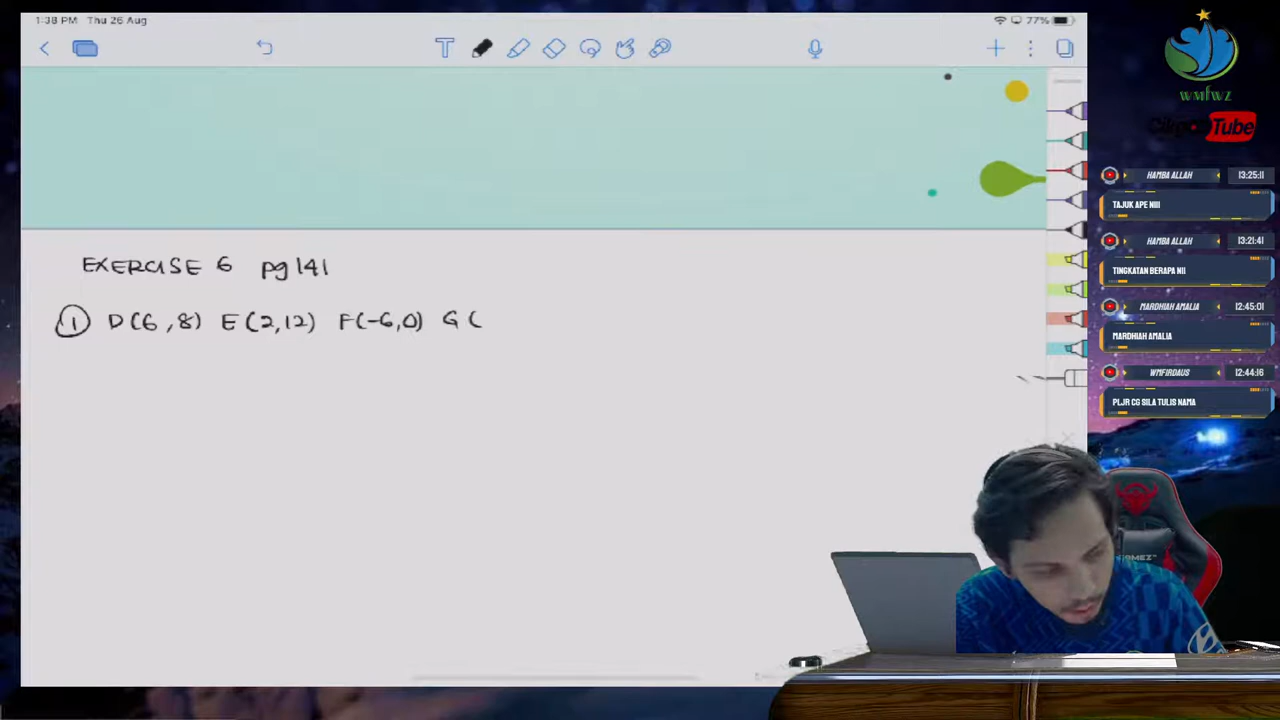 1:38 PM Thu 26 Aug
77%
EXERCISE 6 pg 141
① D(6,8) E(2,12) F(-6,0) G(
wmfwz
Tube
HAMBA ALLAH 13:25:11
TAJUK APE NIII
HAMBA ALLAH 13:21:41
TINGKATAN BERAPA NII
MARDHIAH AMALIA 12:45:01
MARDHIAH AMALIA
WMFIRDAUS 12:44:16
PLJR CG SILA TULIS NAMA